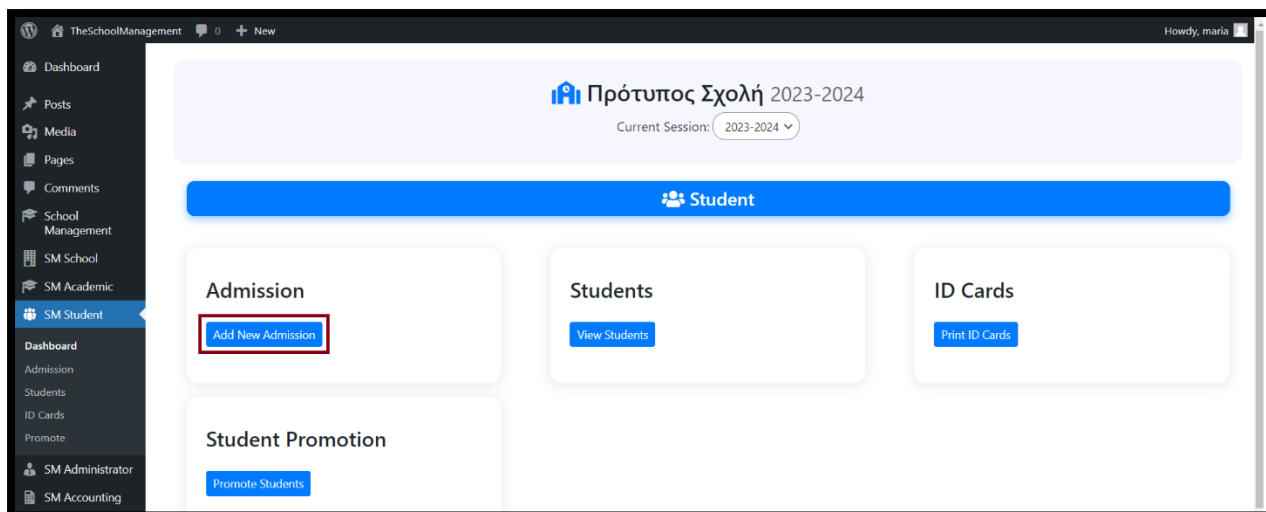 TheSchoolManagement 0 + New Howdy, maria
Dashboard
Posts
Media
Pages
Comments
School
Management
SM School
SM Academic
SM Student
Dashboard
Admission
Students
ID Cards
Promote
SM Administrator
SM Accounting
Πρότυπος Σχολή 2023-2024
Current Session: 2023-2024
Student
Admission
Add New Admission
Students
View Students
ID Cards
Print ID Cards
Student Promotion
Promote Students